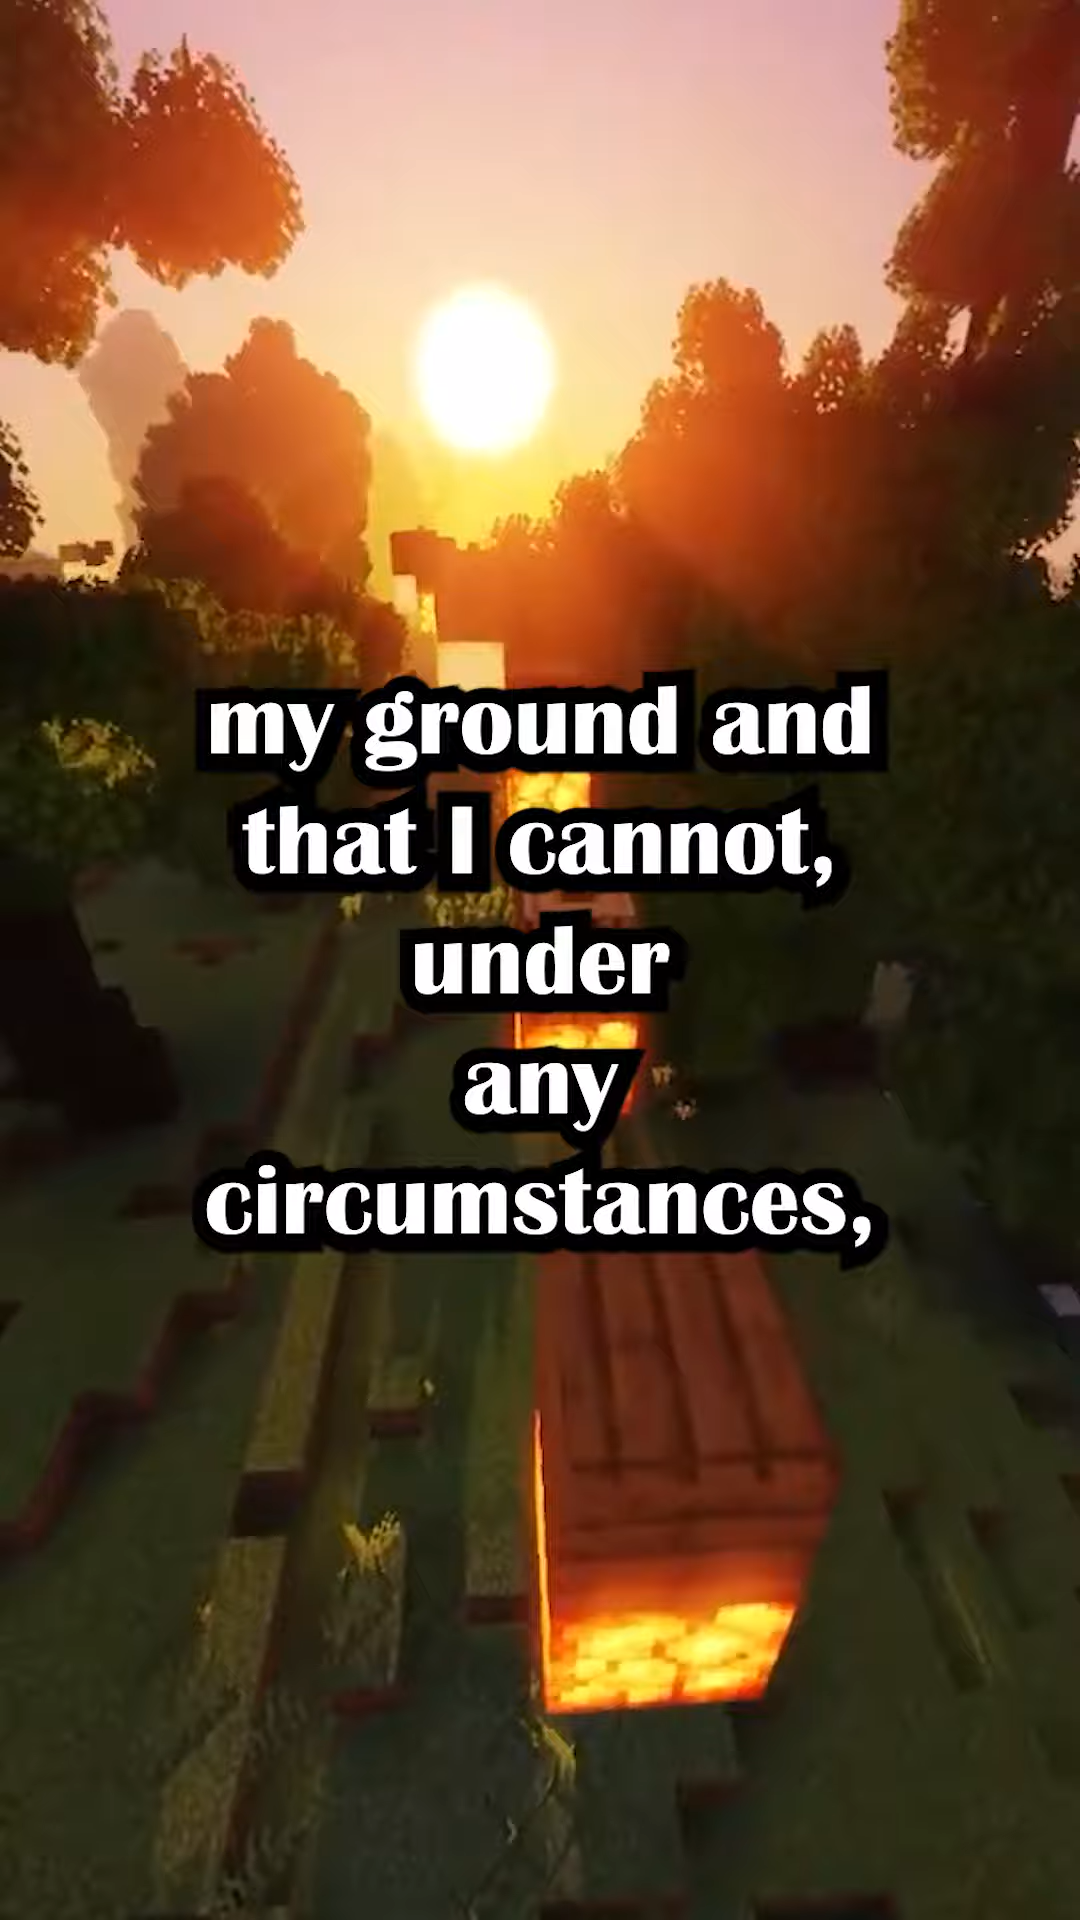 my ground and
that I cannot,
under
any
circumstances,